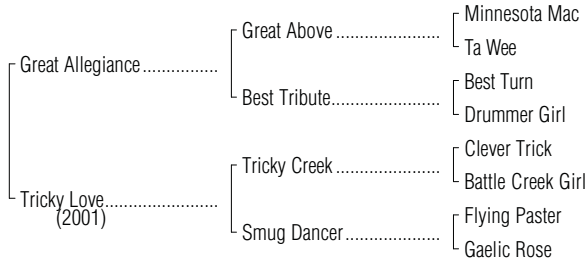 Minnesota Mac
Great Above ..................
Ta Wee
Great Allegiance...............
Best Turn
Best Tribute....................
Drummer Girl
Clever Trick
Tricky Creek ..................
Battle Creek Girl
Tricky Love.....................
(2001)
Flying Paster
Smug Dancer.................
Gaelic Rose